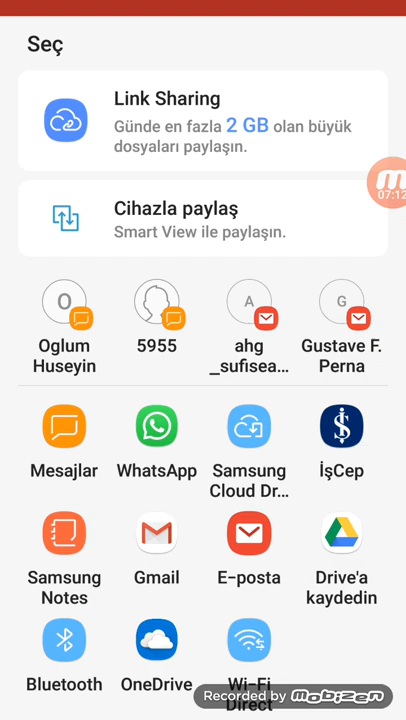 Seç
Link Sharing
Günde en fazla 2 GB olan büyük
dosyaları paylaşın.
07:12
Cihazla paylaş
Smart View ile paylaşın.
O
A
G
Oglum
Huseyin
5955
ahg
_sufisea...
Gustave F.
Perna
Mesajlar
WhatsApp
Samsung
Cloud Dr...
İşCep
Samsung
Notes
Gmail
E-posta
Drive'a
kaydedin
Bluetooth
OneDrive
Wi-Fi
Direct
Recorded by mobizen